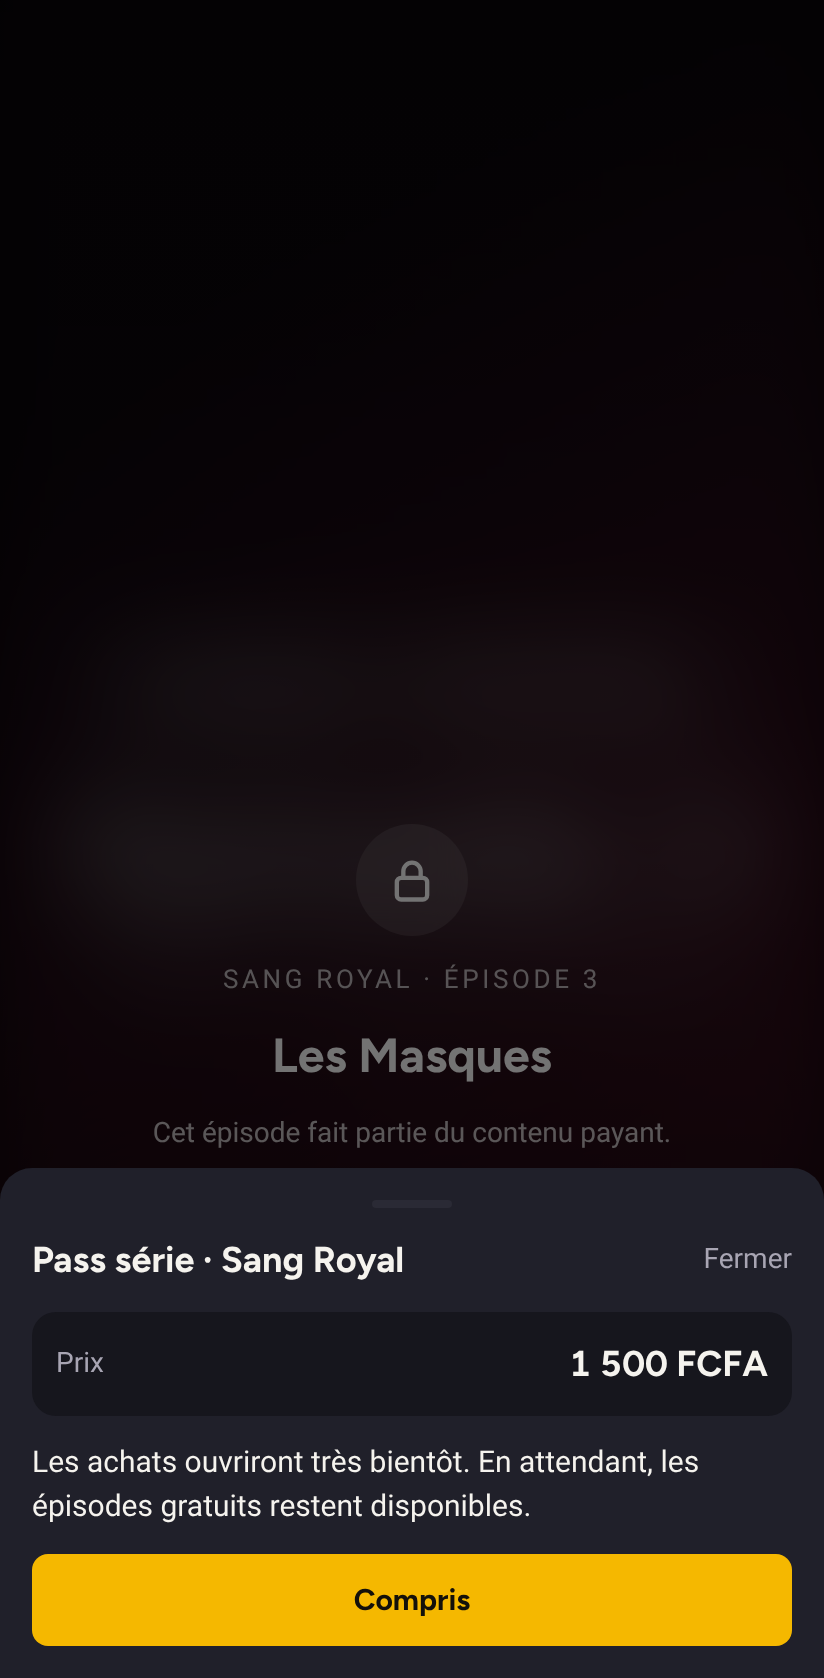 SANG ROYAL · ÉPISODE 3
Les Masques
Cet épisode fait partie du contenu payant.
Pass série · Sang Royal
Fermer
Prix
1 500 FCFA
Les achats ouvriront très bientôt. En attendant, les
épisodes gratuits restent disponibles.
Compris